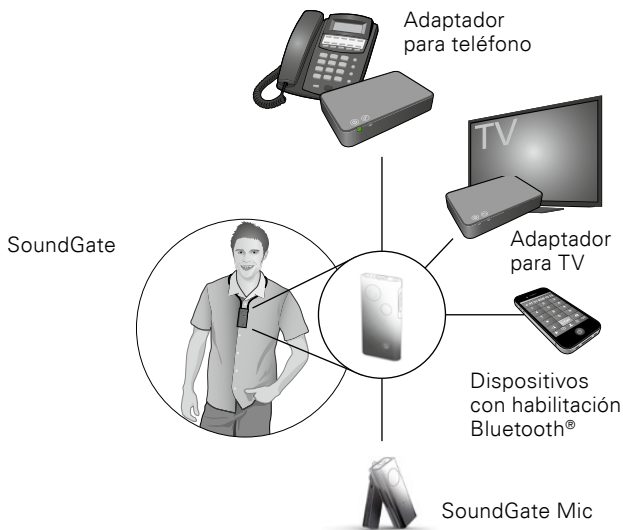 Adaptador
para teléfono
TV
SoundGate
Adaptador
para TV
Dispositivos
con habilitación
Bluetooth®
SoundGate Mic